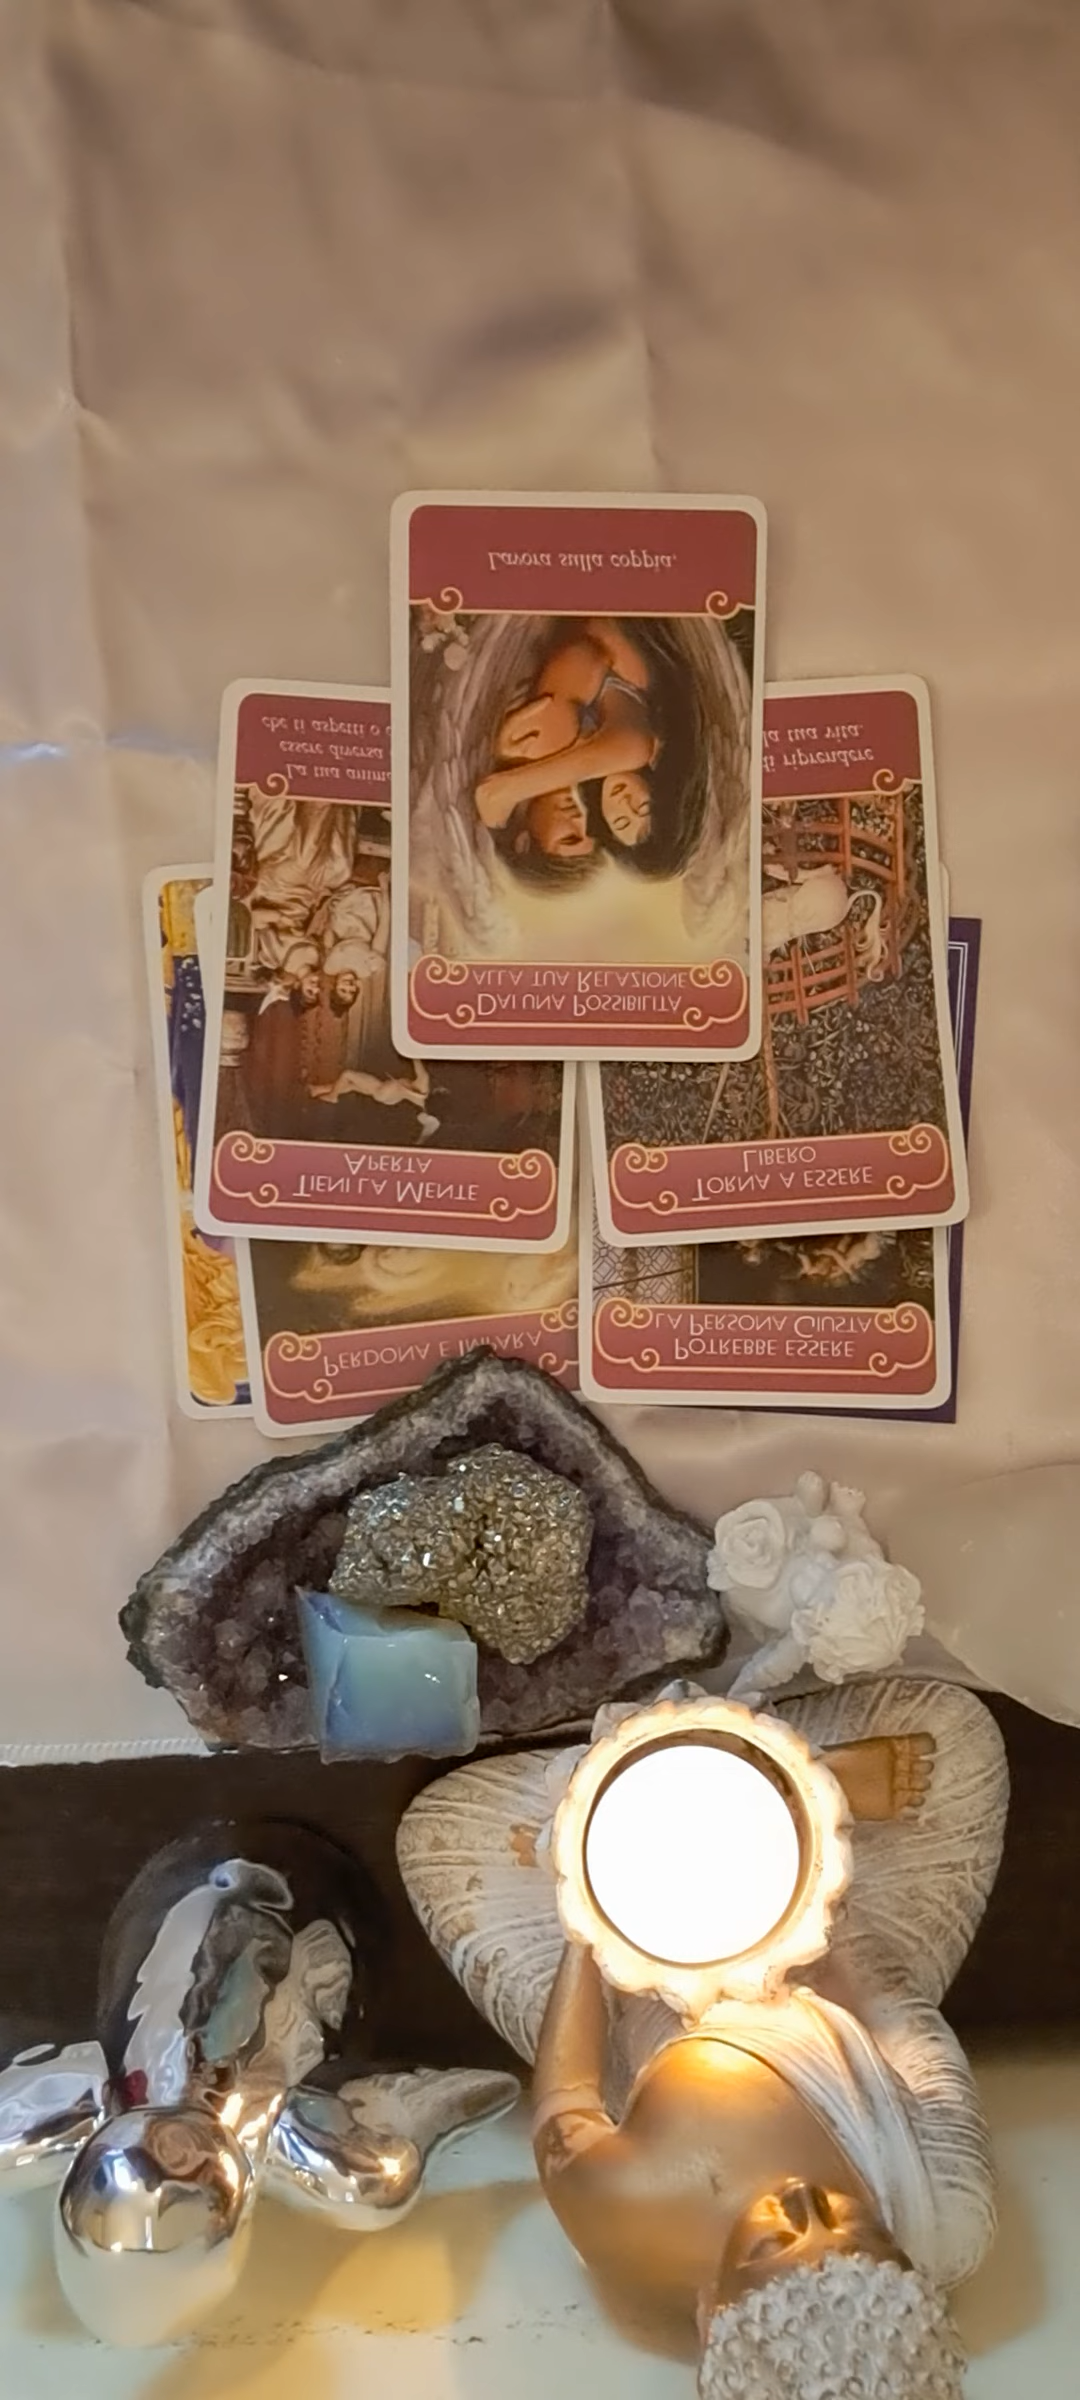 DAI UNA POSSIBILITÀ
ALLA TUA RELAZIONE
Lavora sulla coppia.
TIENI LA MENTE
APERTA
La tua
essere diversa
che ti aspetti o
TORNA A ESSERE
LIBERO
di riprendere
la tua vita.
PERDONA E IMPARA
POTREBBE ESSERE
LA PERSONA GIUSTA